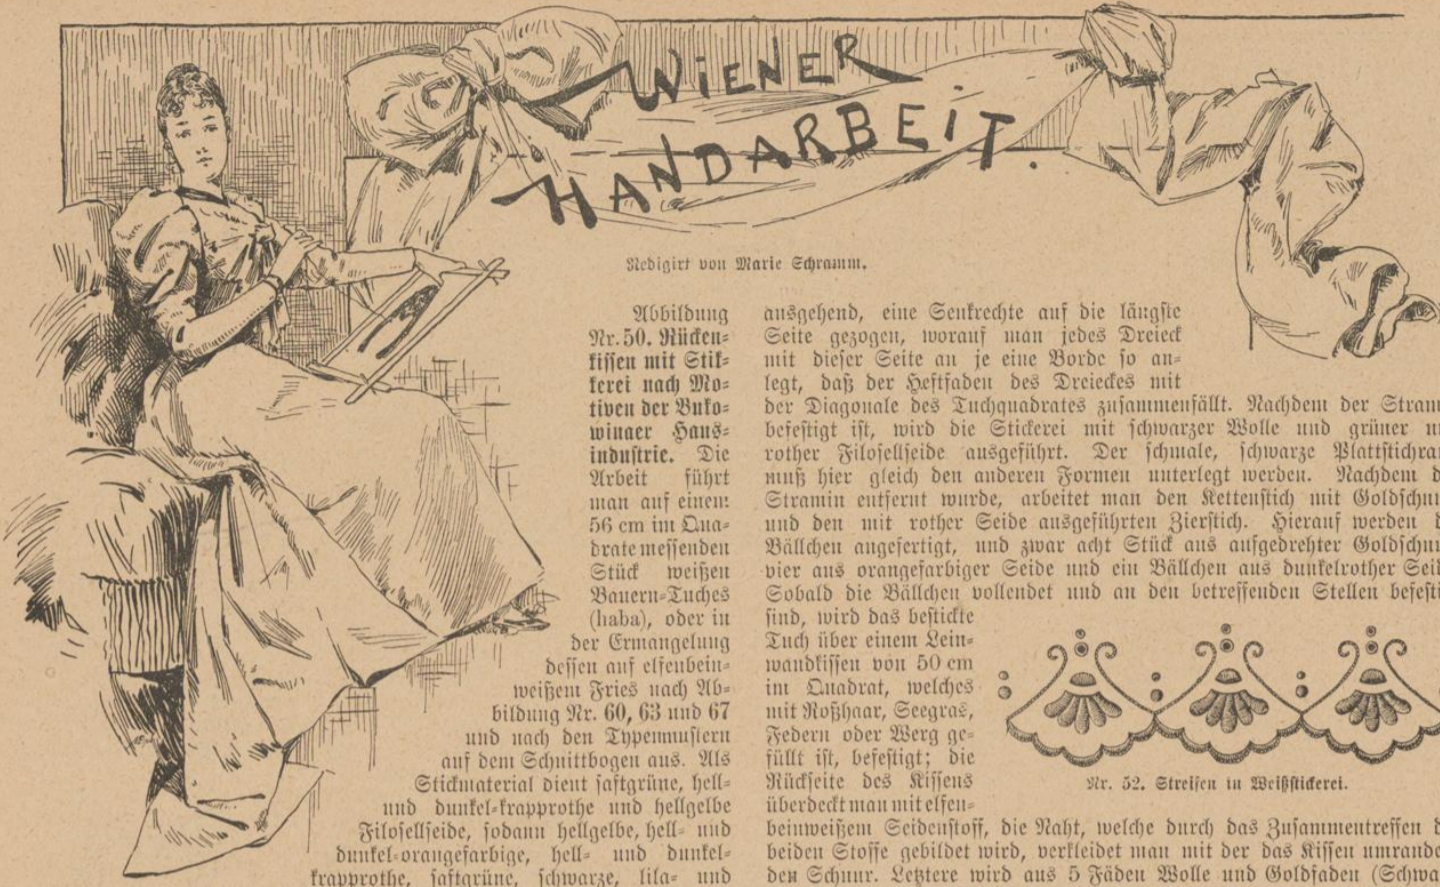 WIENER
HANDARBEIT.
Redigirt von Marie Schramm.
Abbildung
Nr. 50. Rücken-
kissen mit Stik-
kerei nach Mo-
tiven der Buko-
winaer Haus-
industrie. Die
Arbeit führt
man auf einem
56 cm im Qua-
drate messenden
Stück weißen
Bauern-Tuches
(haba), oder in
der Ermangelung
dessen auf elfenbein-
weißem Fries nach Ab-
bildung Nr. 60, 63 und 67
und nach den Typenmustern
auf dem Schnittbogen aus. Als
Stickmaterial dient saftgrüne, hell-
und dunkel-krapprothe und hellgelbe
Filosellseide, sodann hellgelbe, hell- und
dunkel-orangefarbige, hell- und dunkel-
krapprothe, saftgrüne, schwarze, lila- und
ausgehend, eine Senkrechte auf die längste
Seite gezogen, worauf man jedes Dreieck
mit dieser Seite an je eine Borde so an-
legt, daß der Heftfaden des Dreieckes mit
der Diagonale des Tuchquadrates zusammenfällt. Nachdem der Stram
befestigt ist, wird die Stickerei mit schwarzer Wolle und grüner un
rother Filosellseide ausgeführt. Der schmale, schwarze Plattstichran
muß hier gleich den anderen Formen unterlegt werden. Nachdem d
Stramin entfernt wurde, arbeitet man den Kettenstich mit Goldschnu
und den mit rother Seide ausgeführten Zierstich. Hierauf werden d
Bällchen angefertigt, und zwar acht Stück aus aufgedrehter Goldschnu
vier aus orangefarbiger Seide und ein Bällchen aus dunkelrother Seid
Sobald die Bällchen vollendet und an den betreffenden Stellen befesti
sind, wird das bestickte
Tuch über einem Lein-
wandkissen von 50 cm
im Quadrat, welches
mit Roßhaar, Seegras,
Federn oder Werg ge-
füllt ist, befestigt; die
Rückseite des Kissens
überdeckt man mit elfen-
beinweißem Seidenstoff, die Naht, welche durch das Zusammentreffen d
beiden Stoffe gebildet wird, verkleidet man mit der das Kissen umrande
den Schnur. Letztere wird aus 5 Fäden Wolle und Goldfaden (Schwa
Nr. 52. Streifen in Weißstickerei.